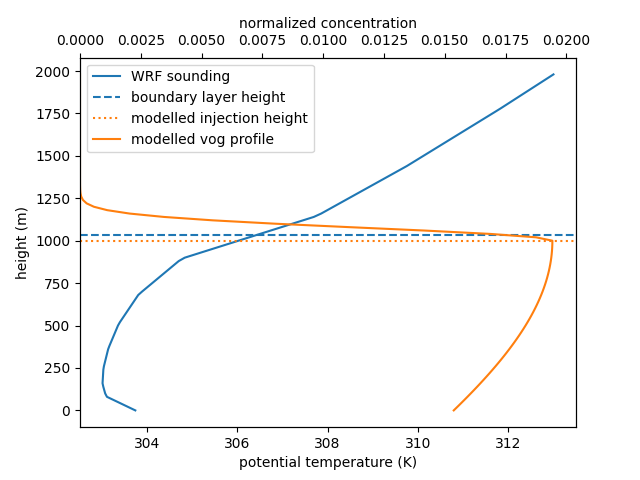 normalized concentration
0.0000 0.0025 0.0050 0.0075 0.0100 0.0125 0.0150 0.0175 0.0200
WRF sounding
boundary layer height
modelled injection height
modelled vog profile
height (m)
2000
1750
1500
1250
1000
750
500
250
0
304 306 308 310 312
potential temperature (K)